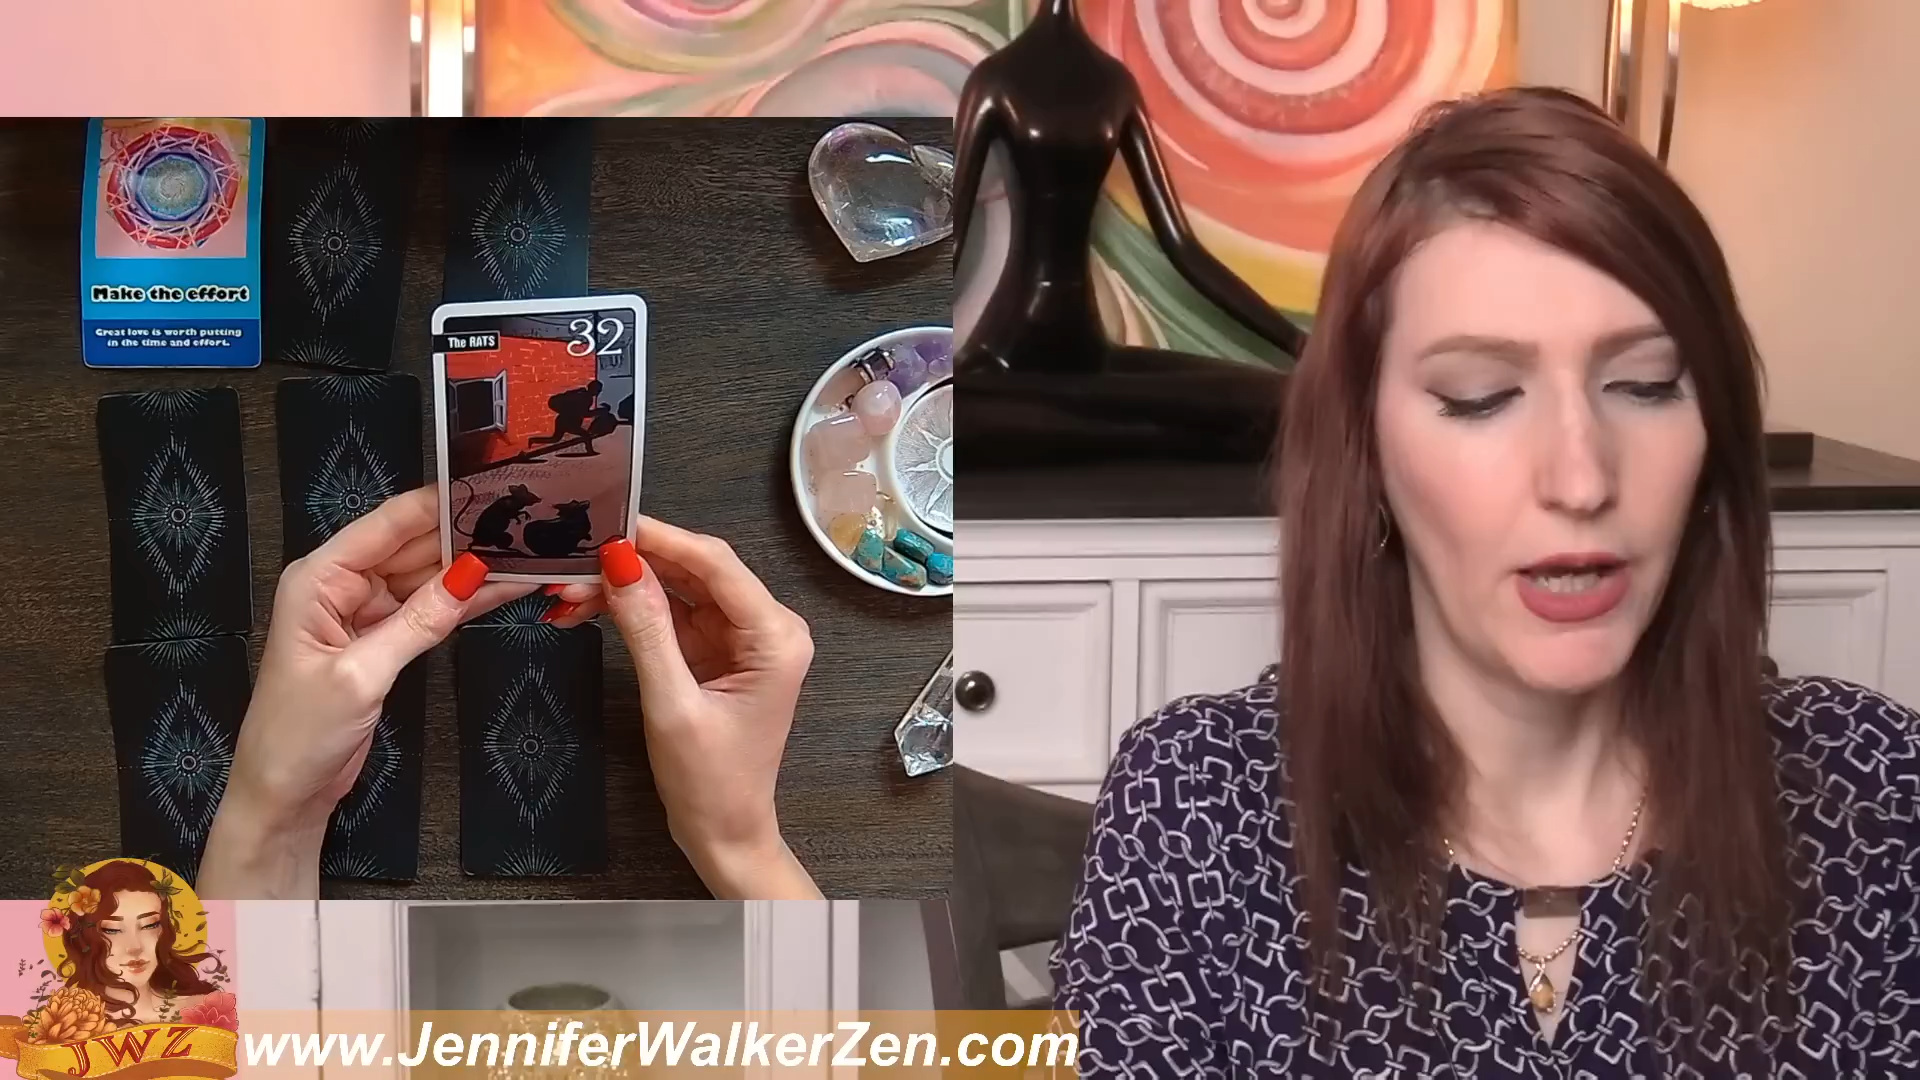 Make the effort
Great love is worth putting
in the time and effort.
The RATS
32
JWZ
www.JenniferWalkerZen.com